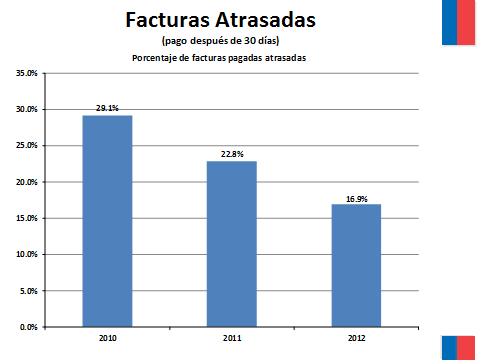 Facturas Atrasadas
(pago después de 30 días)
Porcentaje de facturas pagadas atrasadas
35.0%
30.0%
29.1%
25.0%
22.8%
20.0%
16.9%
15.0%
10.0%
5.0%
0.0%
2010 2011 2012